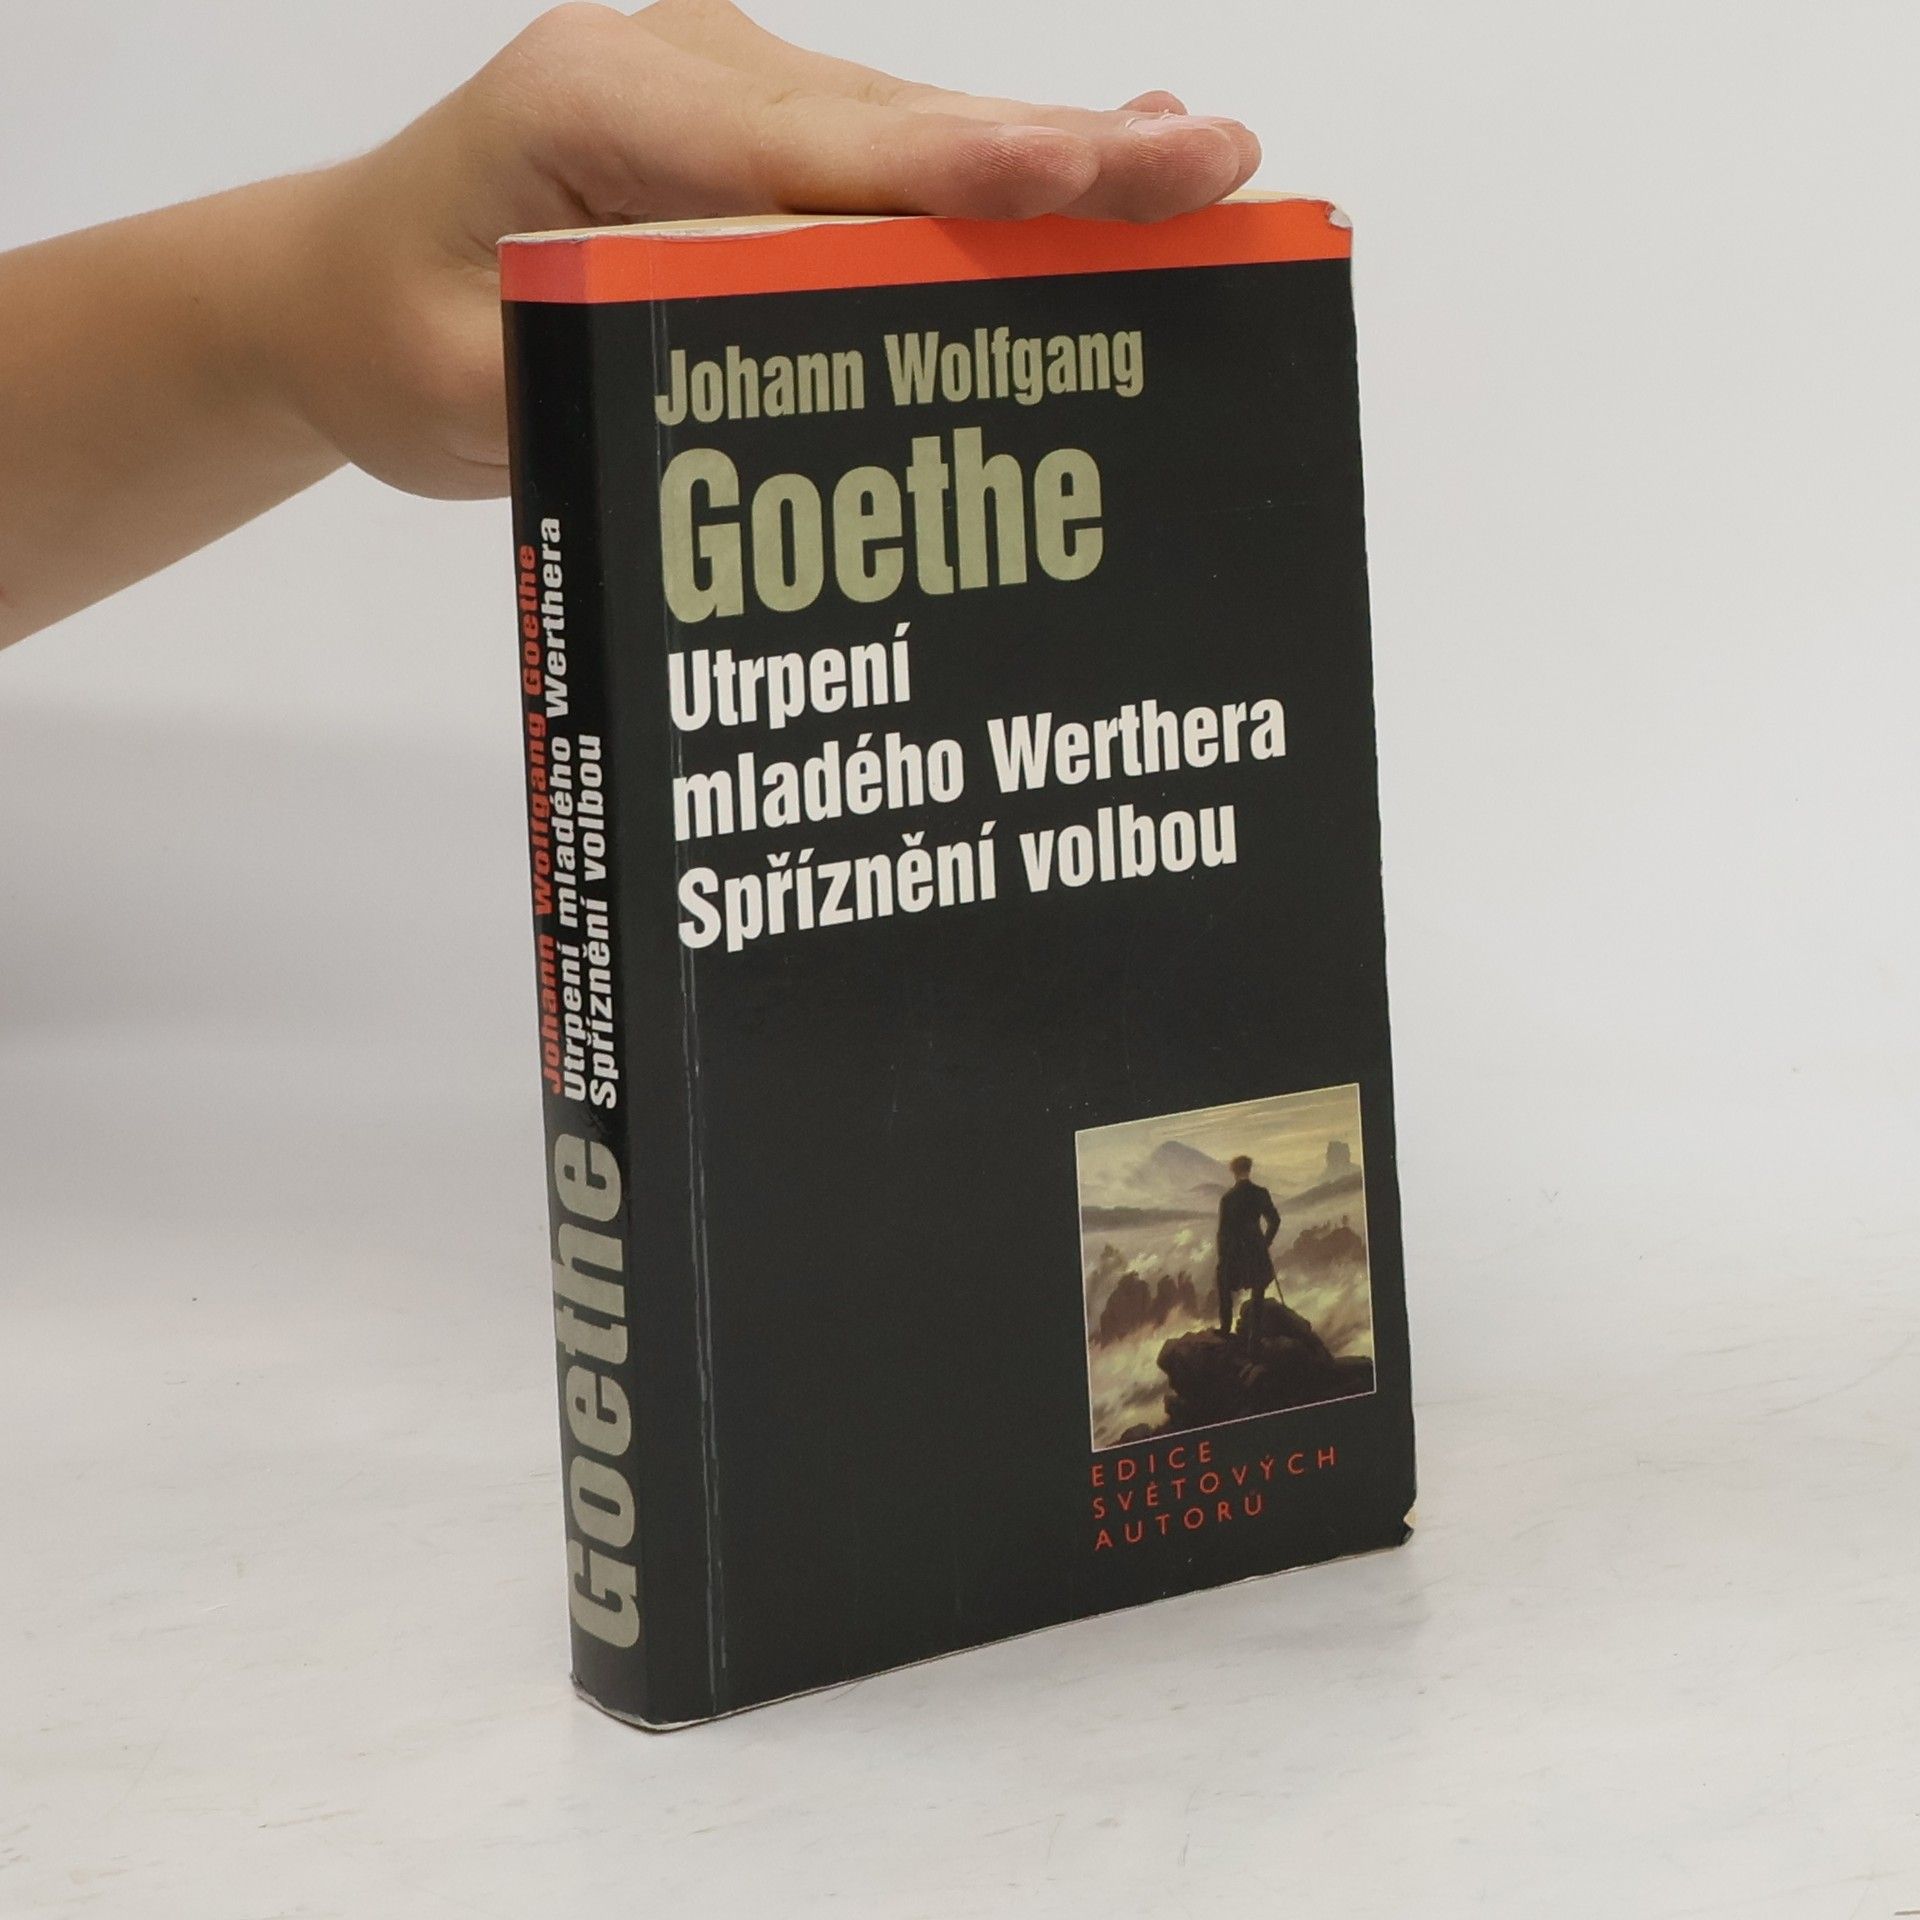 Johann Wolfgang
Goethe
Utrpení
mladého Werthera
Spříznění volbou
EDICE
SVĚTOVÝCH
AUTORŮ
Goethe
Johann Wolfgang Goethe
Utrpení mladého Werthera
Spříznění volbou